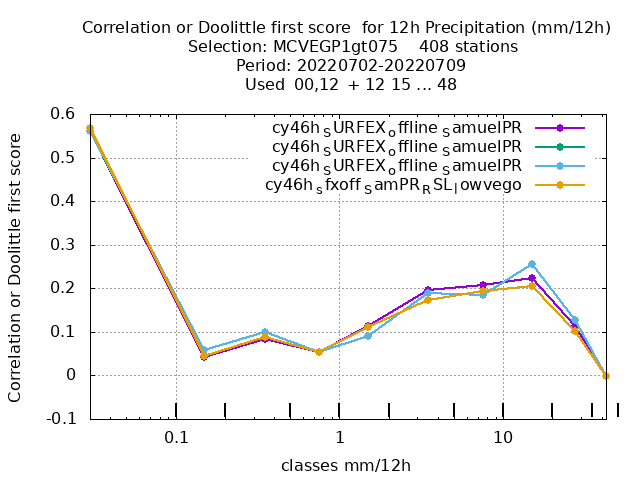 Correlation or Doolittle first score  for 12h Precipitation (mm/12h)
Selection: MCVEGP1gt075    408 stations
Period: 20220702-20220709
Used  00,12  + 12 15 ... 48
Correlation or Doolittle first score
0.6
0.5
0.4
0.3
0.2
0.1
0
-0.1
cy46h_SURFEX_offline_SamuelPR
cy46h_SURFEX_offline_SamuelPR
cy46h_SURFEX_offline_SamuelPR
cy46h_sfxoff_SamPR_RSL_lowvego
0.1
1
10
classes mm/12h